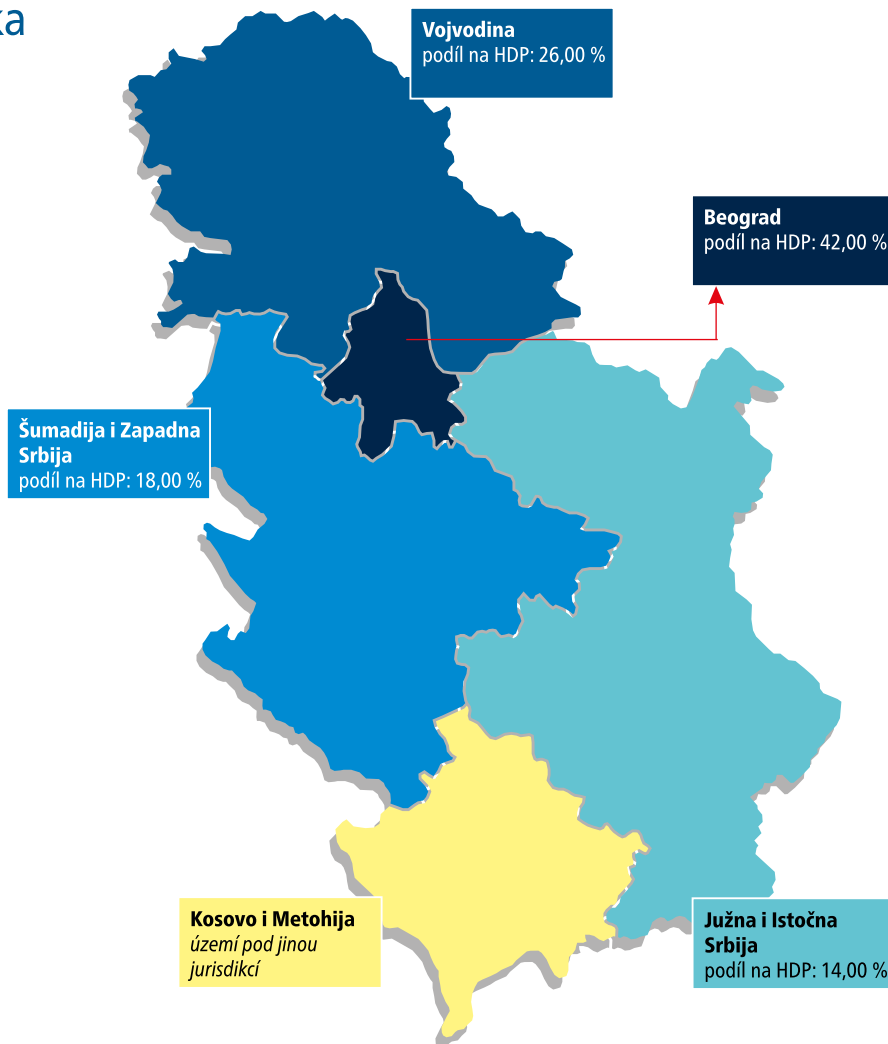 ka
Vojvodina
podíl na HDP: 26,00 %
Beograd
podíl na HDP: 42,00 %
Šumadija i Zapadna
Srbija
podíl na HDP: 18,00 %
Kosovo i Metohija
území pod jinou
jurisdikcí
Južna i Istočna
Srbija
podíl na HDP: 14,00 %